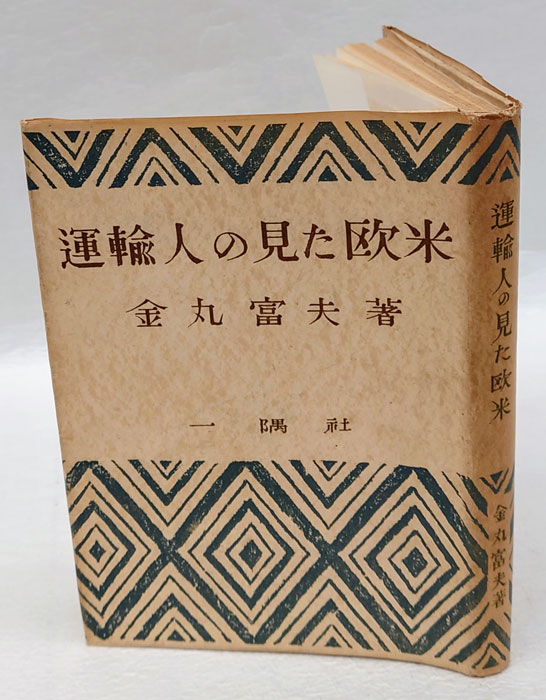 運輸人の見た欧米
金丸富夫著
一隅社
運輸人の見た欧米
金丸富夫著